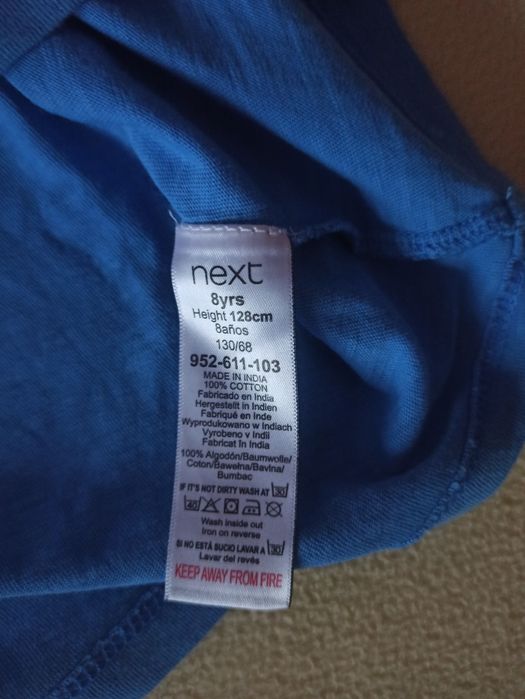 next
8yrs
Height 128cm
8años
130/68
952-611-103
MADE IN INDIA
100% COTTON
Fabricado en India
Hergestellt in Indien
Fabriqué en Inde
Wyprodukowano w Indiach
Vyrobeno v Indii
Fabricat în India
100% Algodón/Baumwolle/
Coton/Bawełna/Bavlna/
Bumbac
IF IT'S NOT DIRTY WASH AT 30
40
Wash inside out
Iron on reverse
SI NO ESTÁ SUCIO LAVAR A 30
Lavar del revés
KEEP AWAY FROM FIRE